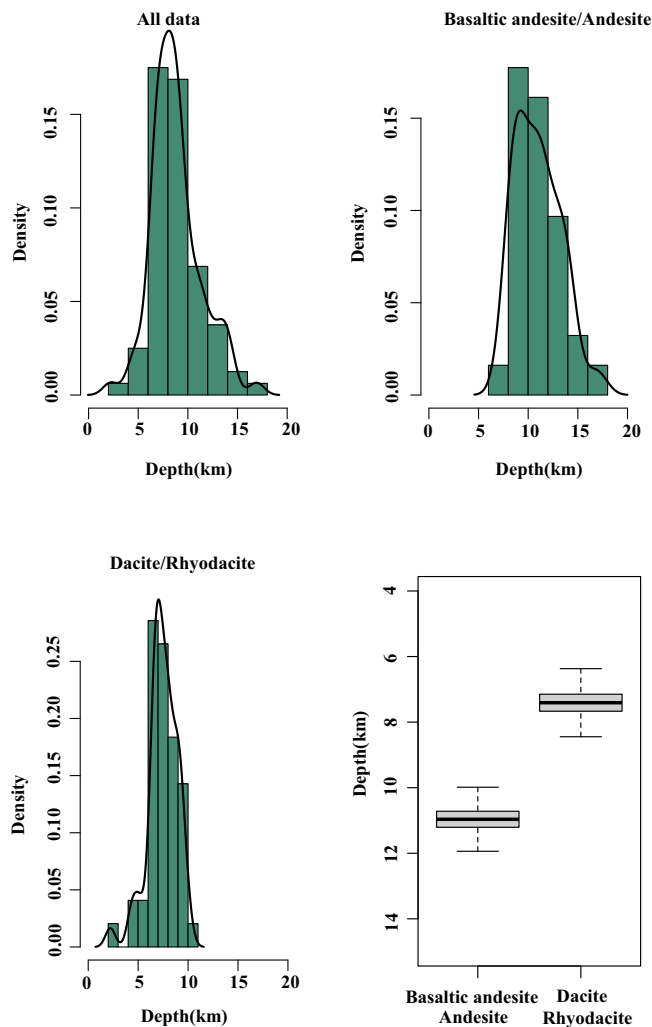 All data
Density
0.00 0.05 0.10 0.15
0 5 10 15 20
Depth(km)
Basaltic andesite/Andesite
Density
0.00 0.05 0.10 0.15
0 5 10 15 20
Depth(km)
Dacite/Rhyodacite
Density
0.00 0.05 0.10 0.15 0.20 0.25
0 5 10 15 20
Depth(km)
Depth(km)
4 6 8 10 12 14
Basaltic andesite Dacite
Andesite Rhyodacite